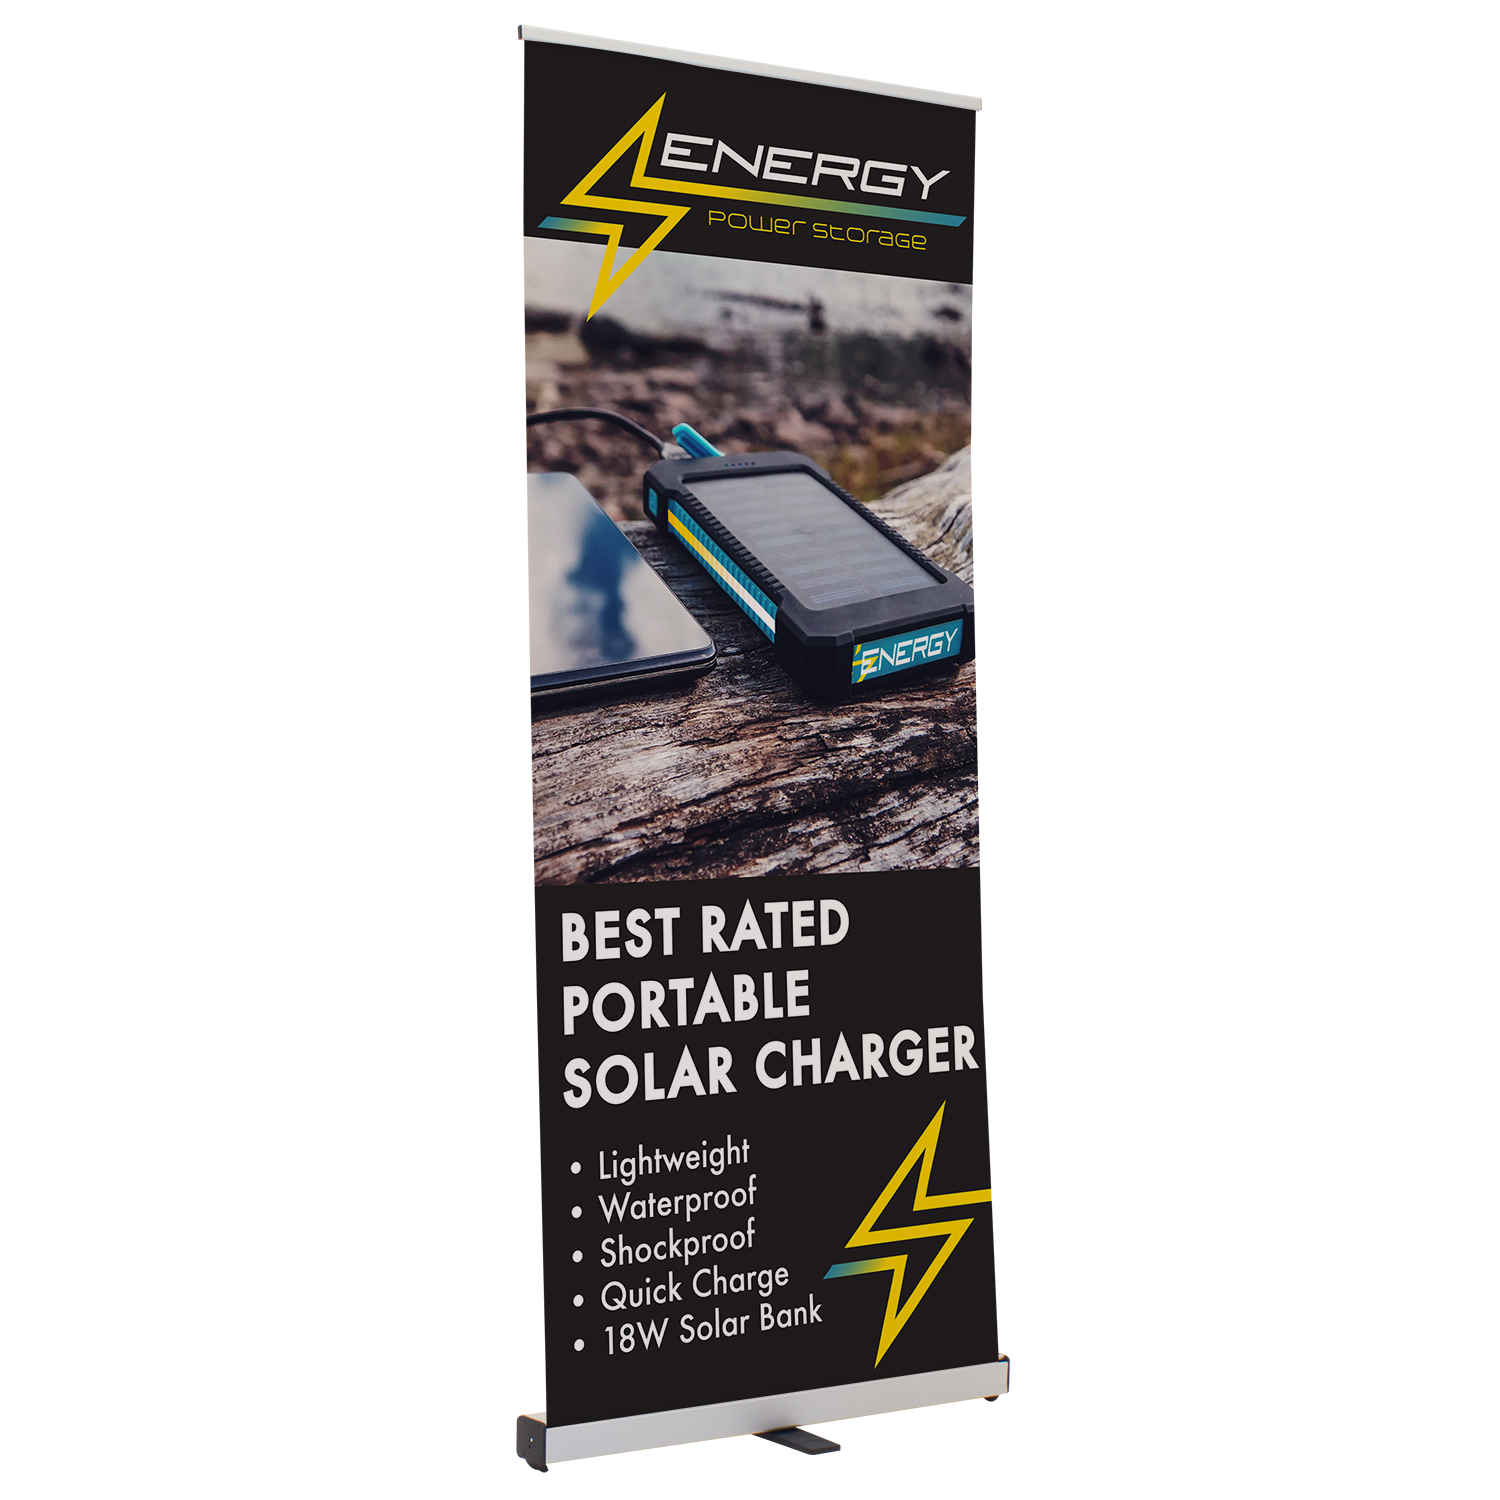 ENERGY
POWER STORAGE
ENERGY
BEST RATED
PORTABLE
SOLAR CHARGER
• Lightweight
• Waterproof
• Shockproof
• Quick Charge
• 18W Solar Bank